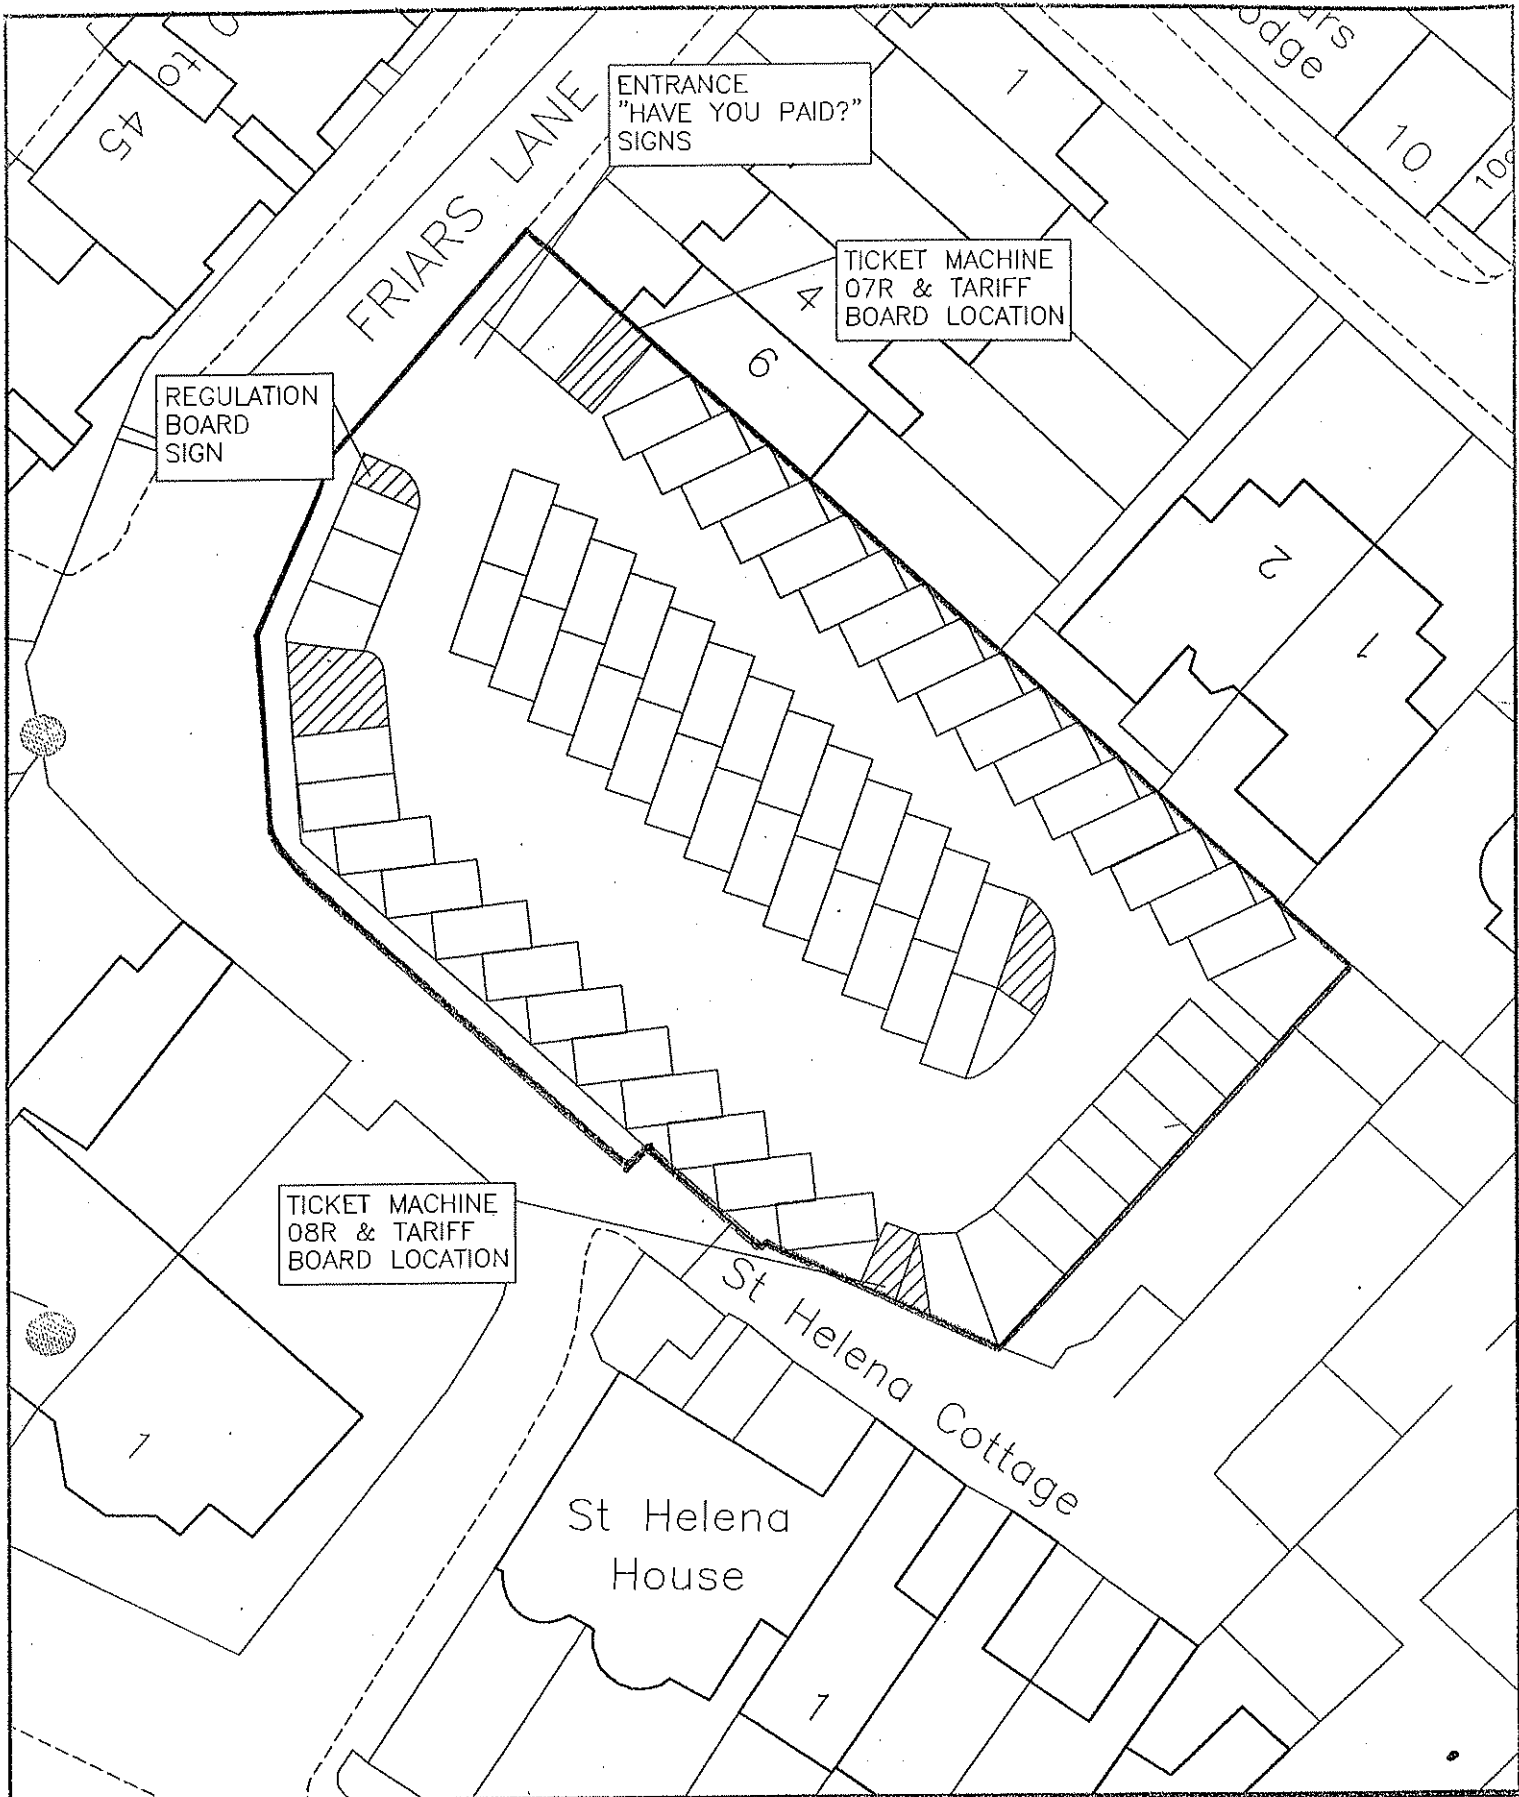 45
to
FRIARS LANE
ENTRANCE
"HAVE YOU PAID?"
SIGNS
1
10
TICKET MACHINE
07R & TARIFF
BOARD LOCATION
4
6
REGULATION
BOARD
SIGN
2
1
TICKET MACHINE
08R & TARIFF
BOARD LOCATION
St Helena Cottage
1
St Helena
House
1